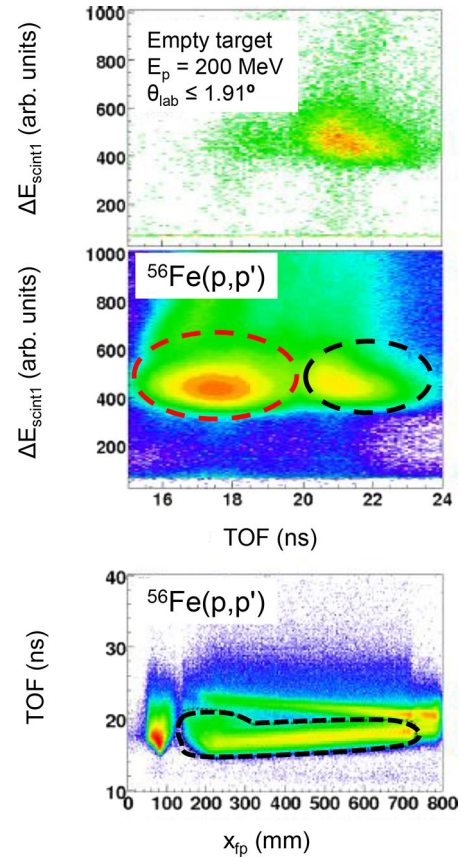 ΔE_scint1 (arb. units)
1000
800
600
400
200
Empty target
E_p = 200 MeV
θ_lab ≤ 1.91°
ΔE_scint1 (arb. units)
1000
800
600
400
200
⁵⁶Fe(p,p')
16 18 20 22 24
TOF (ns)
TOF (ns)
40
30
20
10
⁵⁶Fe(p,p')
0 100 200 300 400 500 600 700 800
x_fp (mm)